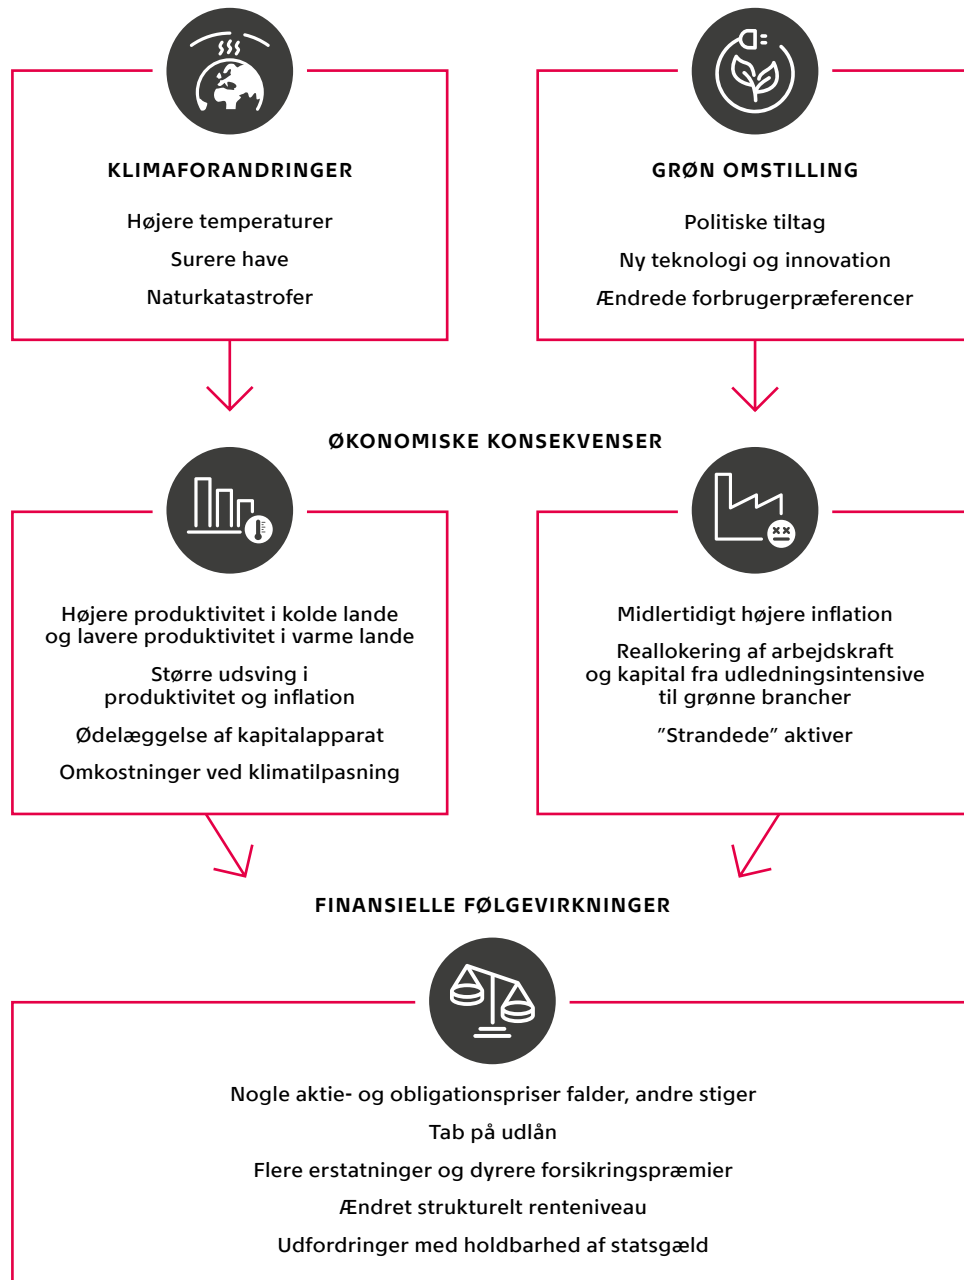 KLIMAFORANDRINGER
Højere temperaturer
Surere have
Naturkatastrofer
GRØN OMSTILLING
Politiske tiltag
Ny teknologi og innovation
Ændrede forbrugerpræferencer
ØKONOMISKE KONSEKVENSER
Højere produktivitet i kolde lande
og lavere produktivitet i varme lande
Større udsving i
produktivitet og inflation
Ødelæggelse af kapitalapparat
Omkostninger ved klimatilpasning
Midlertidigt højere inflation
Reallokering af arbejdskraft
og kapital fra udledningsintensive
til grønne brancher
”Strandede” aktiver
FINANSIELLE FØLGEVIRKNINGER
Nogle aktie- og obligationspriser falder, andre stiger
Tab på udlån
Flere erstatninger og dyrere forsikringspræmier
Ændret strukturelt renteniveau
Udfordringer med holdbarhed af statsgæld